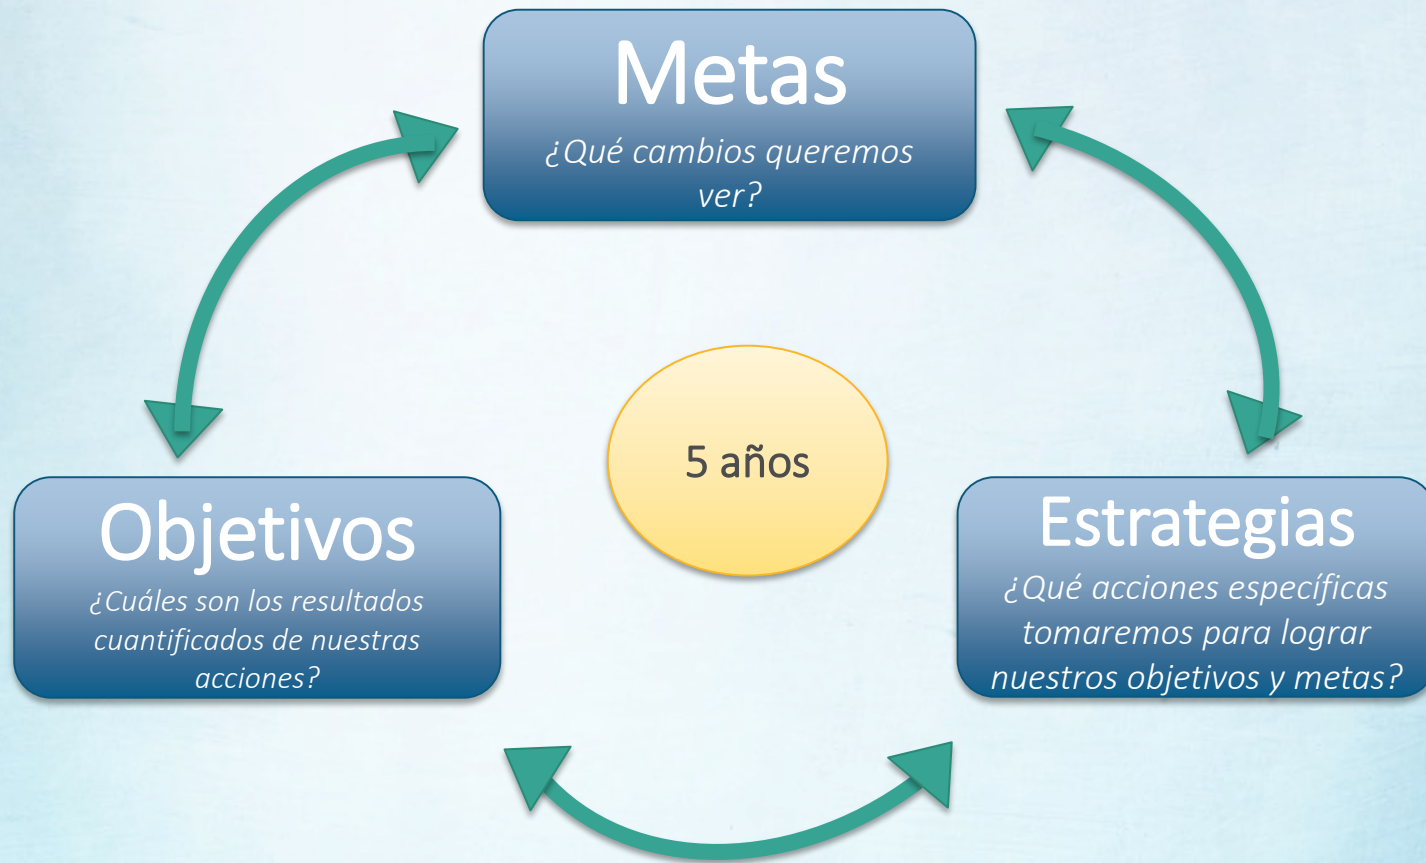 Metas
¿Qué cambios queremos
ver?
5 años
Objetivos
¿Cuáles son los resultados
cuantificados de nuestras
acciones?
Estrategias
¿Qué acciones específicas
tomaremos para lograr
nuestros objetivos y metas?